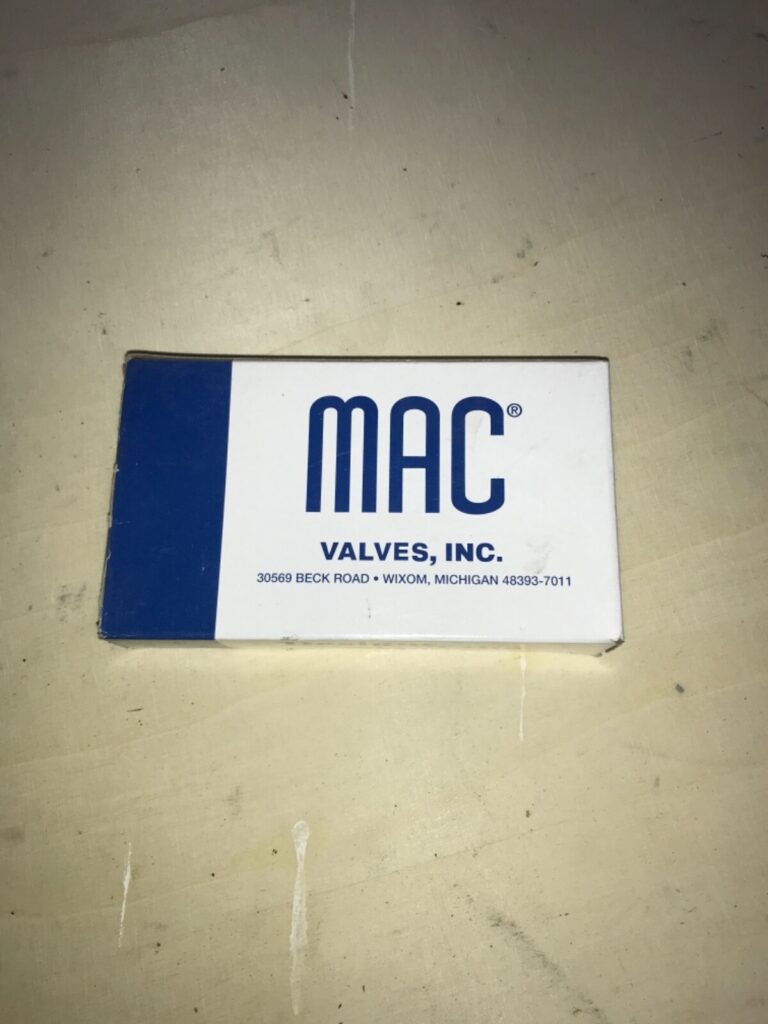 MAC®
VALVES, INC.
30569 BECK ROAD • WIXOM, MICHIGAN 48393-7011